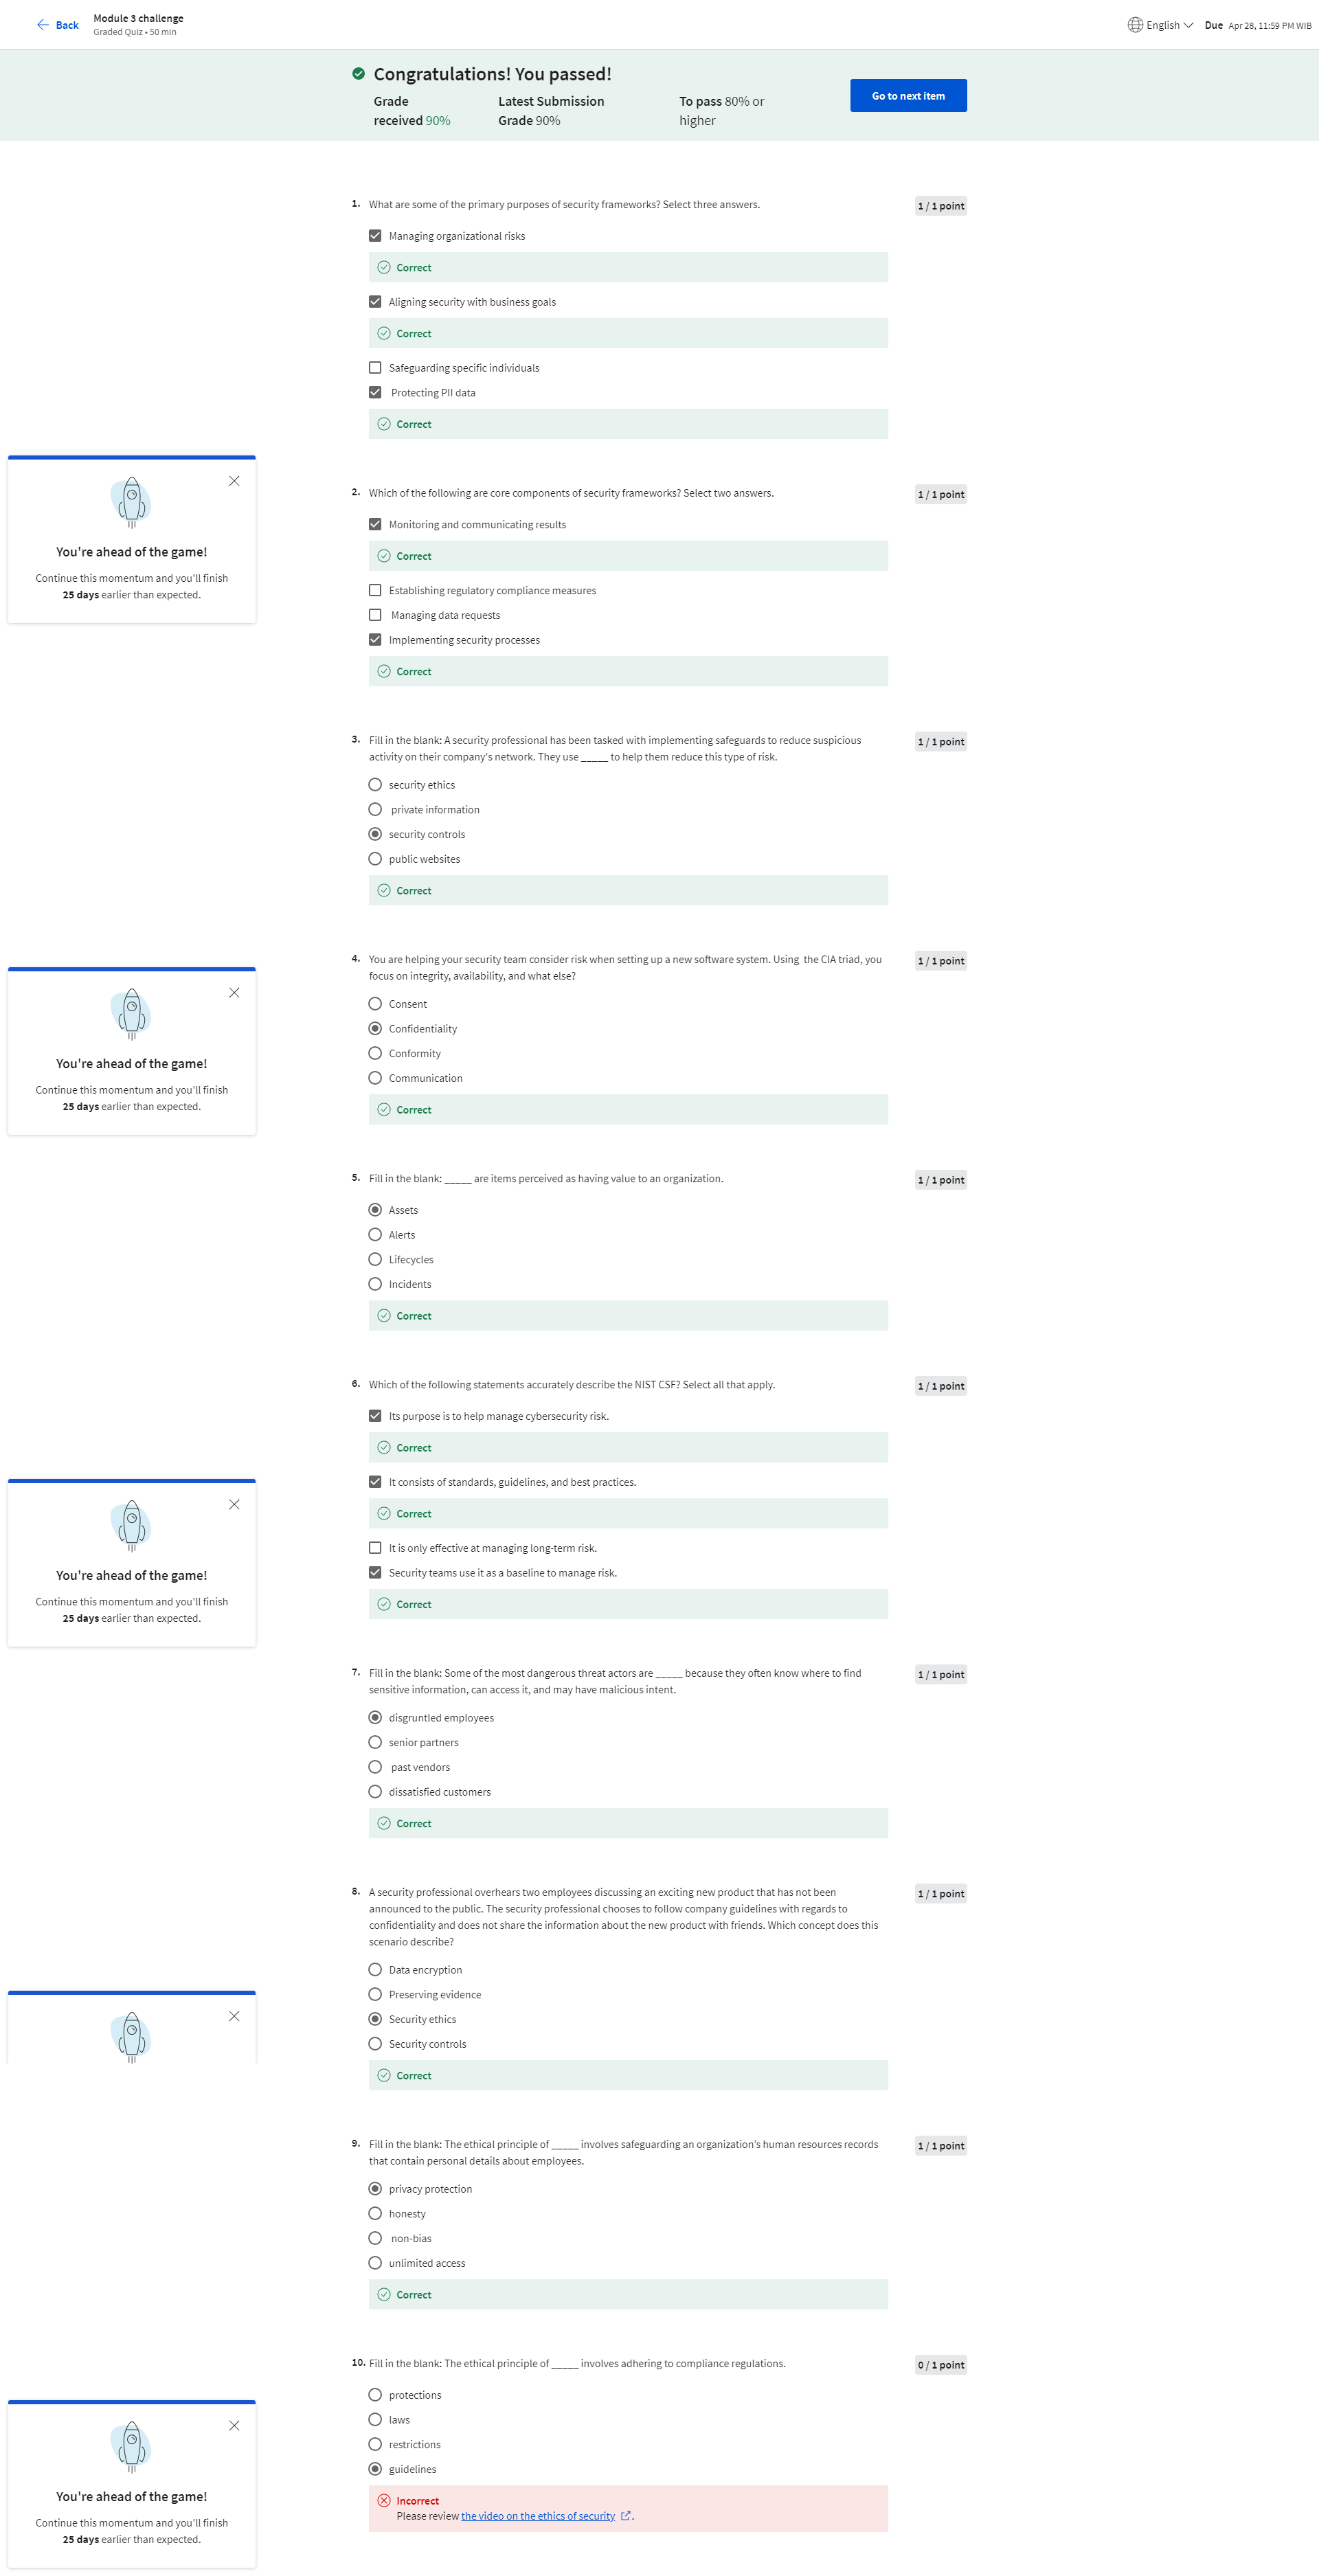 Back
Module 3 challenge
Graded Quiz • 50 min
English
Due Apr 28, 11:59 PM WIB
Congratulations! You passed!
Grade
received 90%
Latest Submission
Grade 90%
To pass 80% or
higher
Go to next item
1. What are some of the primary purposes of security frameworks? Select three answers.
1 / 1 point
Managing organizational risks
Correct
Aligning security with business goals
Correct
Safeguarding specific individuals
Protecting PII data
Correct
You're ahead of the game!
Continue this momentum and you'll finish
25 days earlier than expected.
2. Which of the following are core components of security frameworks? Select two answers.
1 / 1 point
Monitoring and communicating results
Correct
Establishing regulatory compliance measures
Managing data requests
Implementing security processes
Correct
3. Fill in the blank: A security professional has been tasked with implementing safeguards to reduce suspicious
activity on their company's network. They use _____ to help them reduce this type of risk.
1 / 1 point
security ethics
private information
security controls
public websites
Correct
4. You are helping your security team consider risk when setting up a new software system. Using the CIA triad, you
focus on integrity, availability, and what else?
1 / 1 point
Consent
Confidentiality
Conformity
Communication
Correct
You're ahead of the game!
Continue this momentum and you'll finish
25 days earlier than expected.
5. Fill in the blank: _____ are items perceived as having value to an organization.
1 / 1 point
Assets
Alerts
Lifecycles
Incidents
Correct
6. Which of the following statements accurately describe the NIST CSF? Select all that apply.
1 / 1 point
Its purpose is to help manage cybersecurity risk.
Correct
It consists of standards, guidelines, and best practices.
Correct
It is only effective at managing long-term risk.
Security teams use it as a baseline to manage risk.
Correct
You're ahead of the game!
Continue this momentum and you'll finish
25 days earlier than expected.
7. Fill in the blank: Some of the most dangerous threat actors are _____ because they often know where to find
sensitive information, can access it, and may have malicious intent.
1 / 1 point
disgruntled employees
senior partners
past vendors
dissatisfied customers
Correct
8. A security professional overhears two employees discussing an exciting new product that has not been
announced to the public. The security professional chooses to follow company guidelines with regards to
confidentiality and does not share the information about the new product with friends. Which concept does this
scenario describe?
1 / 1 point
Data encryption
Preserving evidence
Security ethics
Security controls
Correct
9. Fill in the blank: The ethical principle of _____ involves safeguarding an organization’s human resources records
that contain personal details about employees.
1 / 1 point
privacy protection
honesty
non-bias
unlimited access
Correct
10. Fill in the blank: The ethical principle of _____ involves adhering to compliance regulations.
0 / 1 point
protections
laws
restrictions
guidelines
Incorrect
Please review the video on the ethics of security .
You're ahead of the game!
Continue this momentum and you'll finish
25 days earlier than expected.